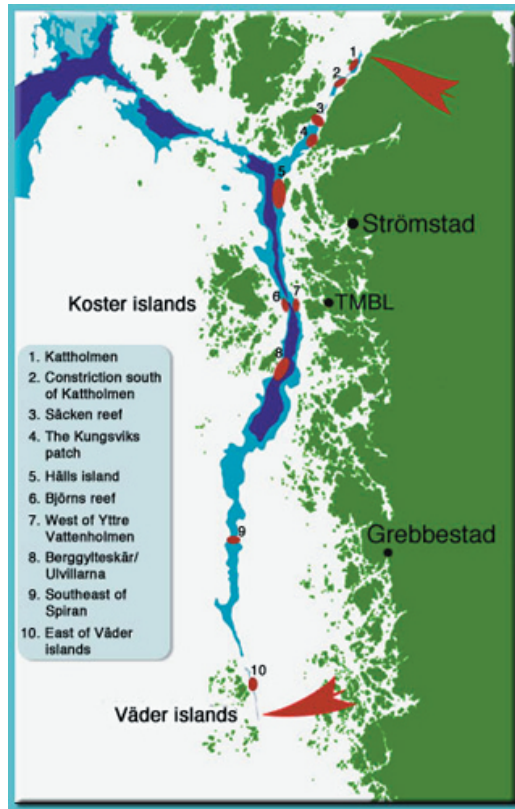 1
2
3
4
5
Strömstad
Koster islands
6
7
TMBL
8
1. Kattholmen
2. Constriction south
of Kattholmen
3. Säcken reef
4. The Kungsviks
patch
5. Hälls island
6. Björns reef
7. West of Yttre
Vattenholmen
8. Berggylteskär/
Ulvillarna
9. Southeast of
Spiran
10. East of Väder
islands
9
Grebbestad
10
Väder islands